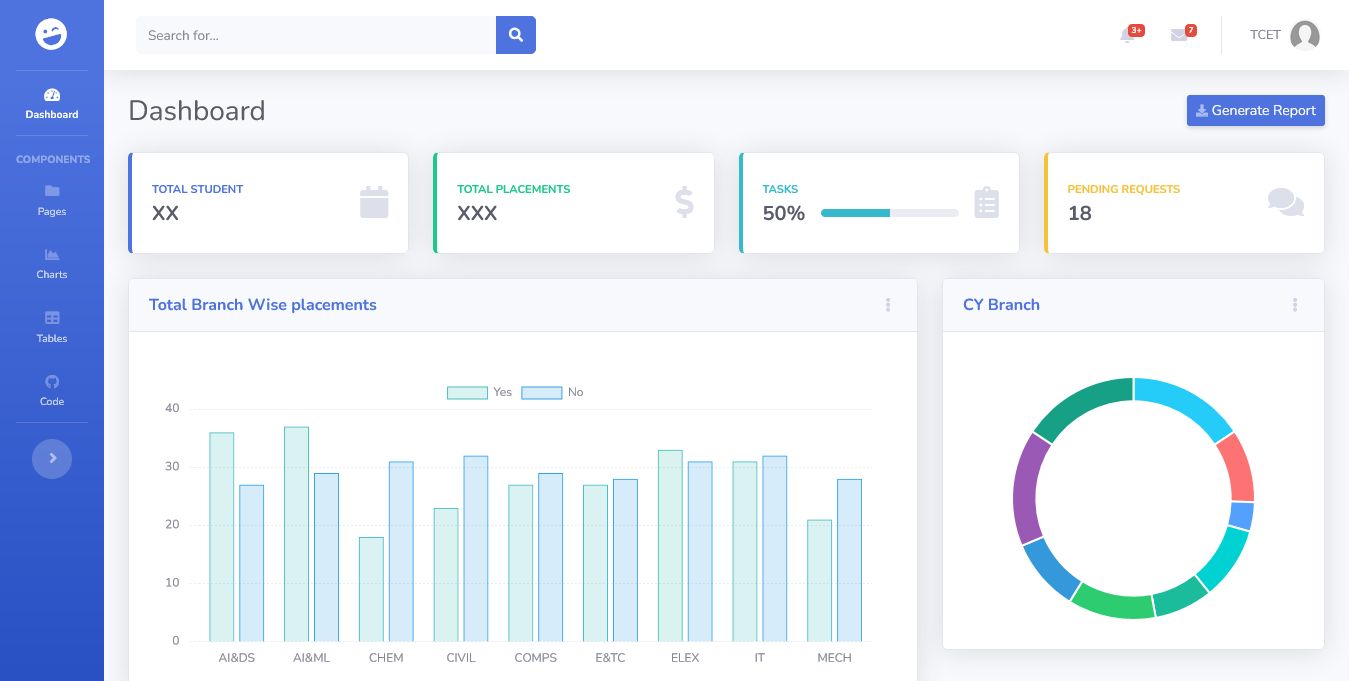 Search for...
3+
7
TCET
Dashboard
COMPONENTS
Pages
Charts
Tables
Code
Dashboard
Generate Report
TOTAL STUDENT
XX
TOTAL PLACEMENTS
XXX
TASKS
50%
PENDING REQUESTS
18
Total Branch Wise placements
Yes No
40
30
20
10
0
AI&DS AI&ML CHEM CIVIL COMPS E&TC ELEX IT MECH
CY Branch